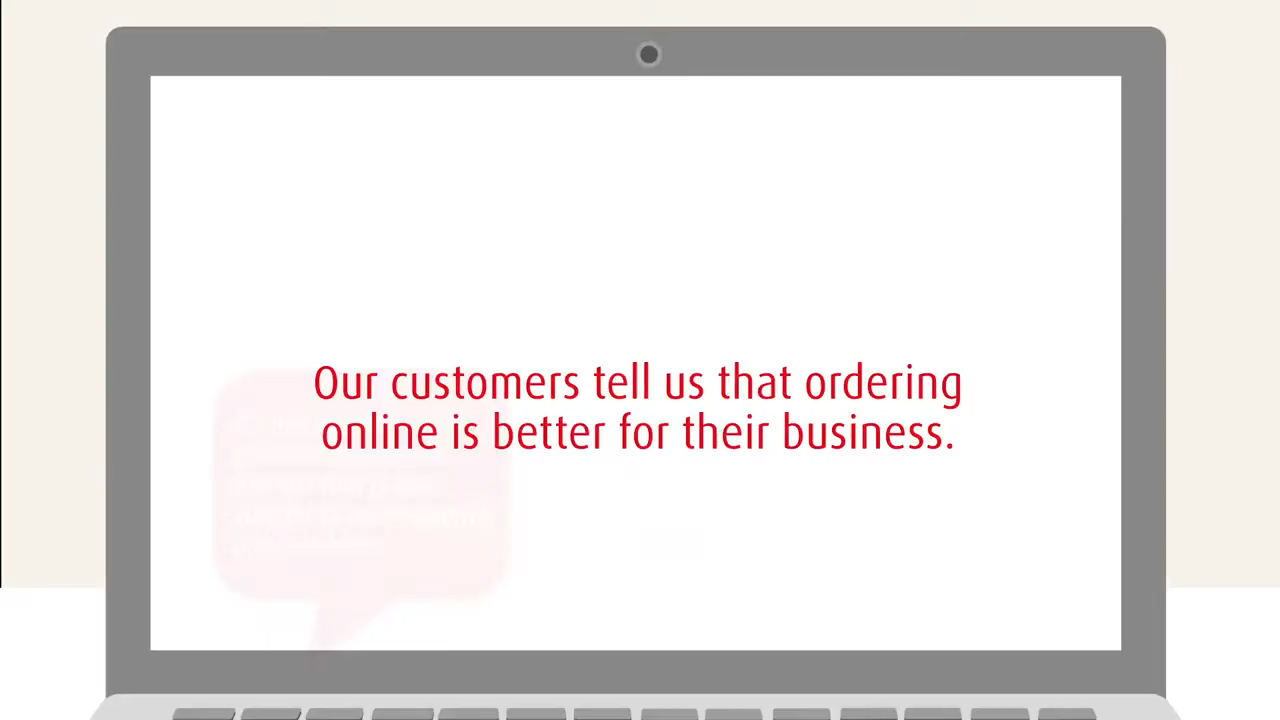 Our customers tell us that ordering
online is better for their business.